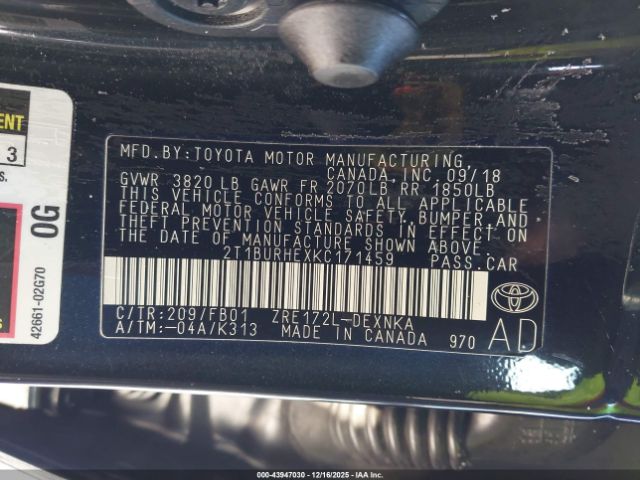 ENT
3
s.
0G
42661-02G70
MFD.BY:TOYOTA MOTOR MANUFACTURING,
CANADA, INC. 09/18
GVWR 3820 LB GAWR FR 2070LB RR 1850LB
THIS VEHICLE CONFORMS TO ALL APPLICABLE
FEDERAL MOTOR VEHICLE SAFETY, BUMPER, AND
THEFT PREVENTION STANDARDS IN EFFECT ON
THE DATE OF MANUFACTURE SHOWN ABOVE.
2T1BURHEXKC171459 PASS.CAR
C/TR:209/FB01 ZRE172L-DEXNKA
A/TM:-04A/K313 MADE IN CANADA 970 AD
000-43947030 - 12/16/2025 - IAA Inc.